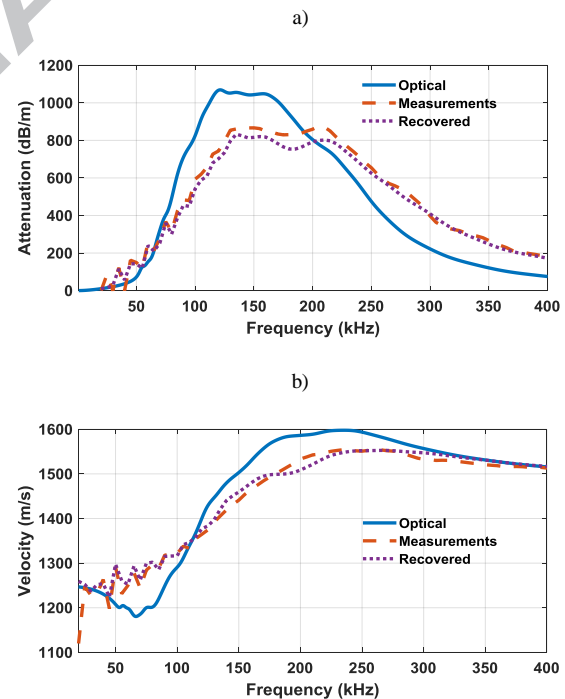 a)
1200
1000
800
600
400
200
0
Attenuation (dB/m)
Optical
Measurements
Recovered
50 100 150 200 250 300 350 400
Frequency (kHz)
b)
1600
1500
1400
1300
1200
1100
Velocity (m/s)
Optical
Measurements
Recovered
50 100 150 200 250 300 350 400
Frequency (kHz)